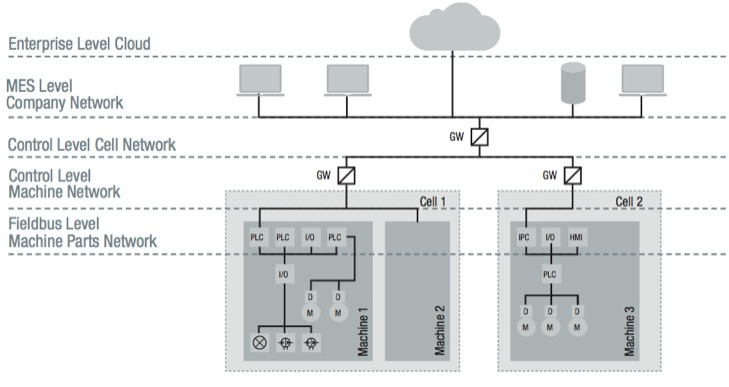 Enterprise Level Cloud
MES Level
Company Network
GW
Control Level Cell Network
Control Level
Machine Network
GW
GW
Cell 1
Cell 2
Fieldbus Level
Machine Parts Network
PLC PLC I/O PLC
IPC I/O HMI
I/O
PLC
D D
M M
D D D
M M M
Machine 1
Machine 2
Machine 3